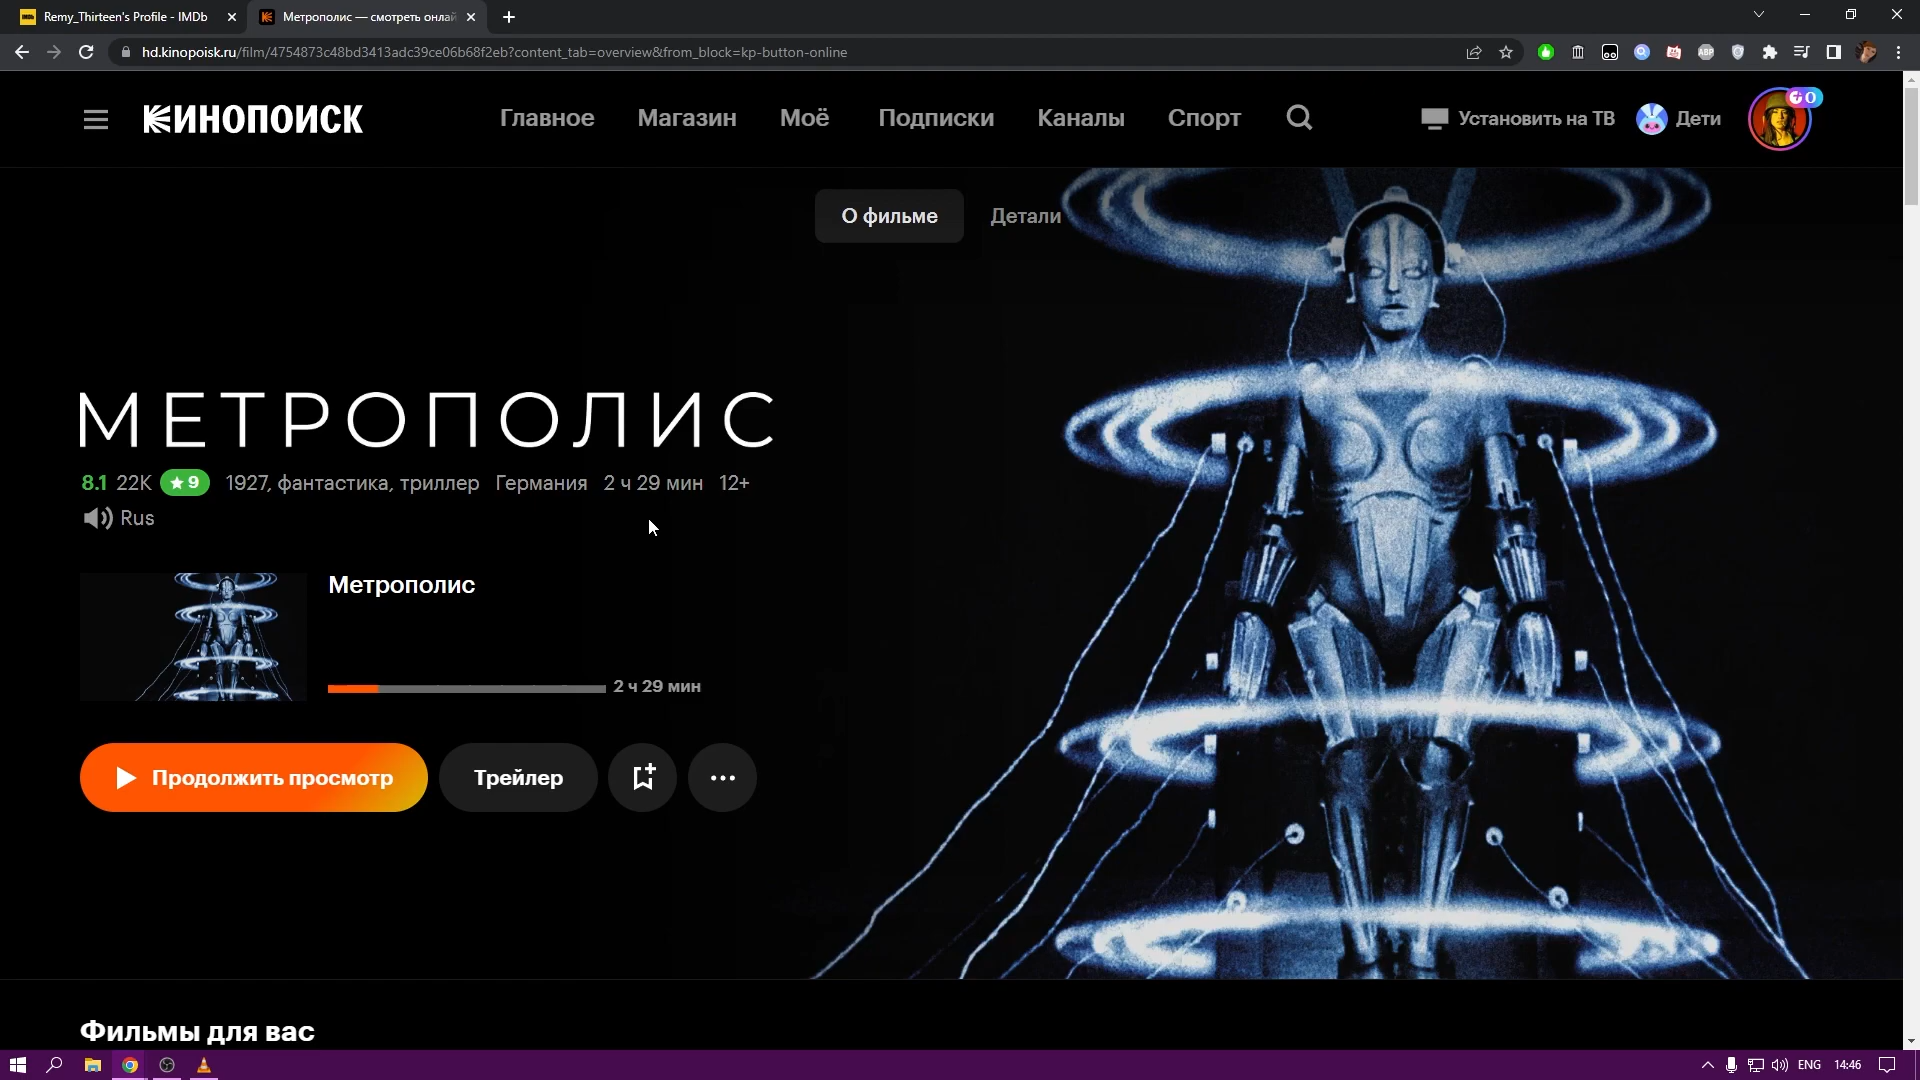 Remy_Thirteen's Profile - IMDb
Метрополис — смотреть онлай
hd.kinopoisk.ru/film/4754873c48bd3413adc39ce06b68f2eb?content_tab=overview&from_block=kp-button-online
КИНОПОИСК
Главное
Магазин
Моё
Подписки
Каналы
Спорт
Установить на ТВ
Дети
0
О фильме
Детали
МЕТРОПОЛИС
8.1 22K ★ 9 1927, фантастика, триллер Германия 2 ч 29 мин 12+
Rus
Метрополис
2 ч 29 мин
Продолжить просмотр
Трейлер
Фильмы для вас
ENG 14:46